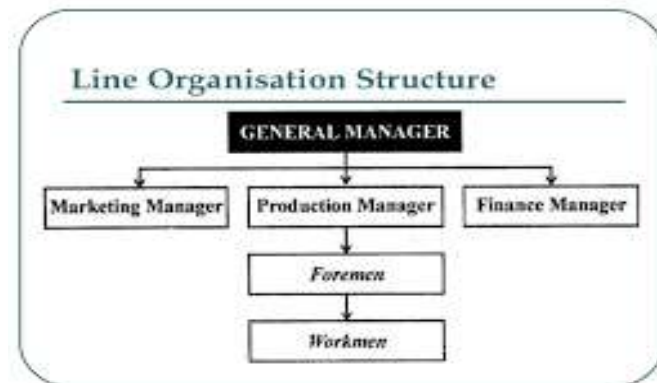 Line Organisation Structure
GENERAL MANAGER
Marketing Manager
Production Manager
Finance Manager
Foremen
Workmen